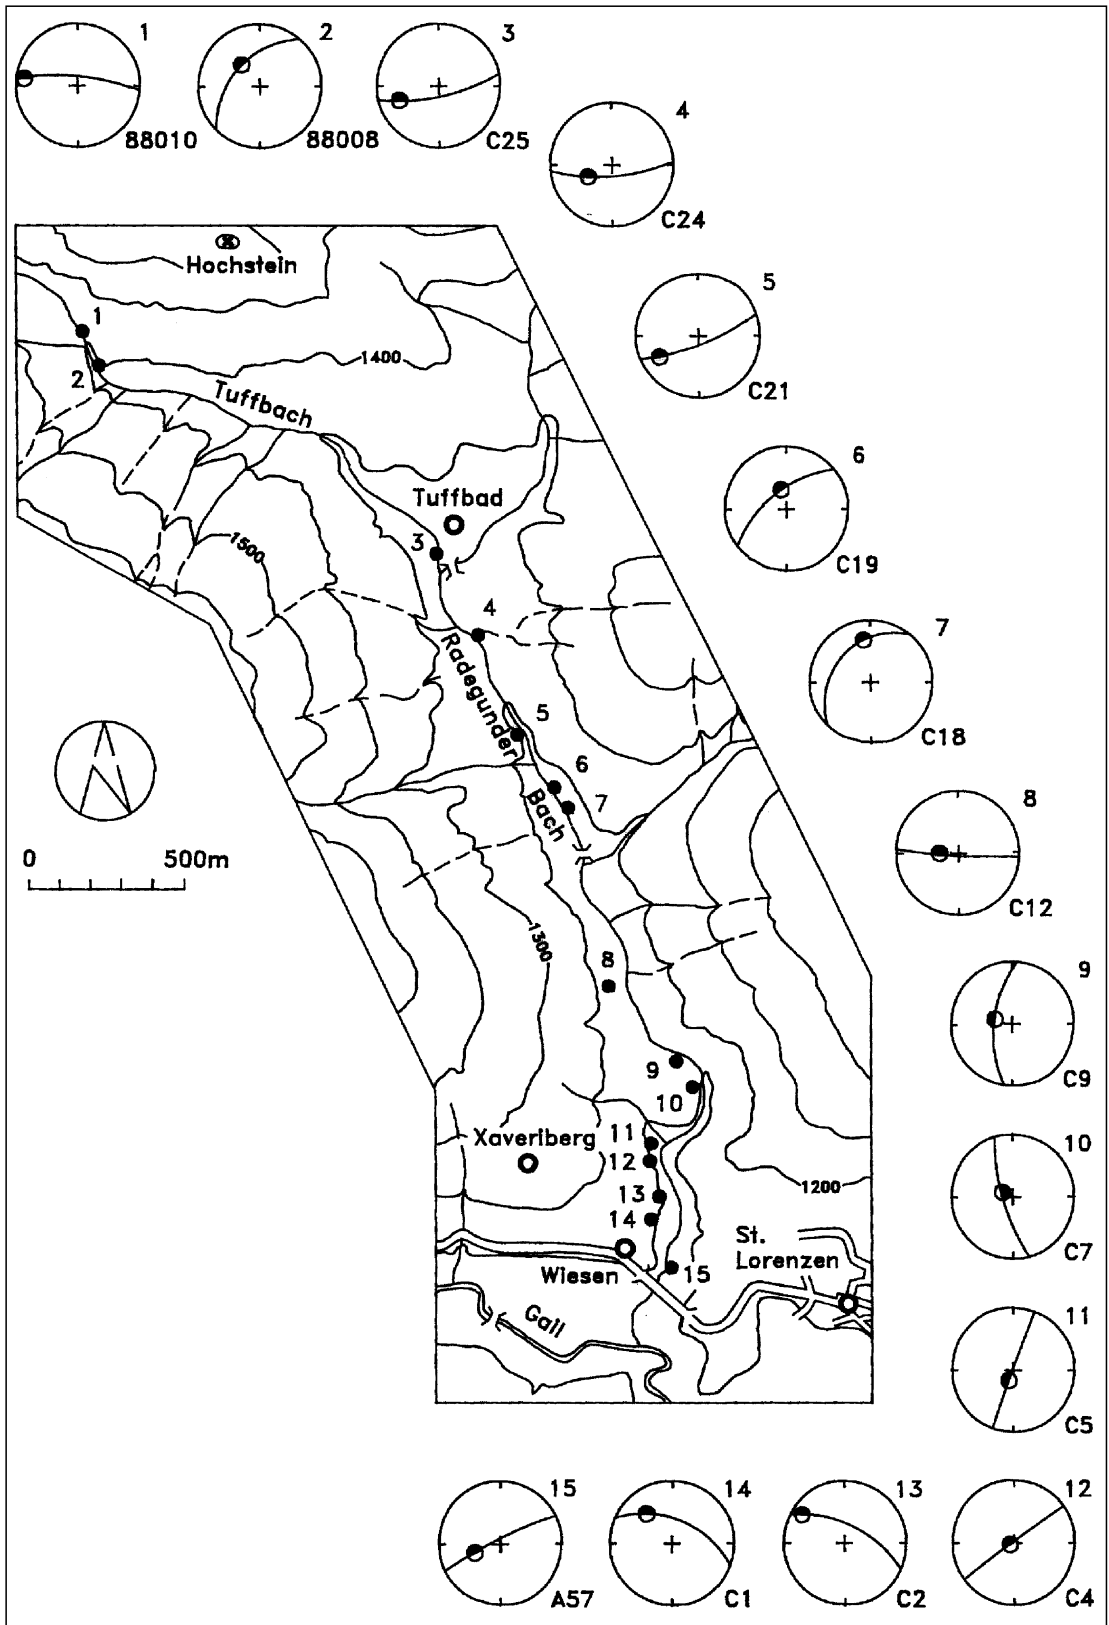 1
2
3
88010
88008
C25
4
C24
5
C21
6
C19
7
C18
8
C12
9
C9
10
C7
11
C5
15
14
13
12
A57
C1
C2
C4
Hochstein
1
2
1400
Tuffbach
Tuffbad
3
1500
4
Radegunder
Bach
5
6
7
0 500m
1300
8
9
10
Xaveriberg
11
12
13
14
1200
St.
Lorenzen
Wiesen
15
Gail